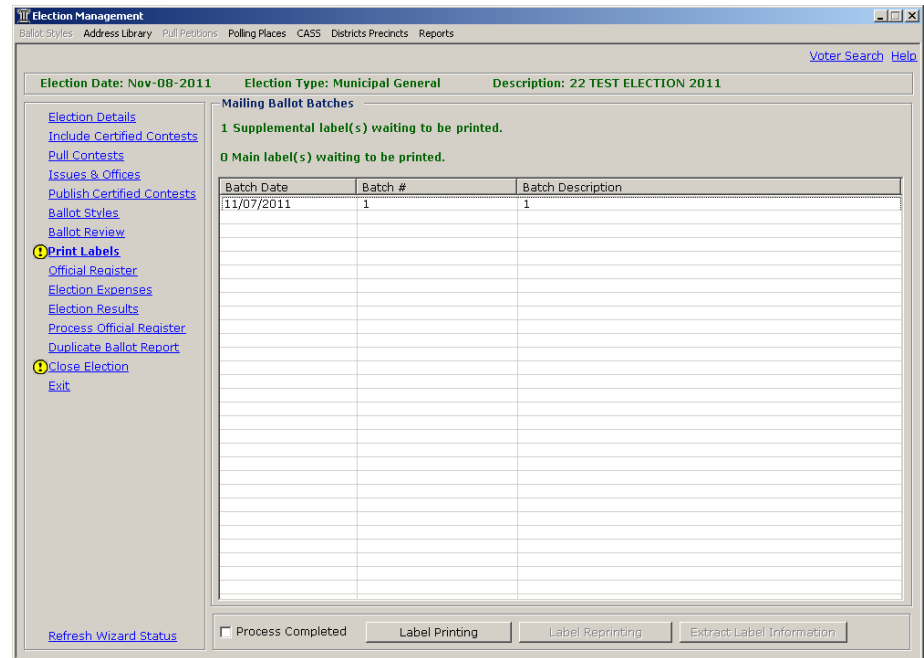 Election Management
Ballot Styles Address Library Pull Petitions Polling Places CASS Districts Precincts Reports
Voter Search Help
Election Date: Nov-08-2011 Election Type: Municipal General Description: 22 TEST ELECTION 2011
Election Details
Include Certified Contests
Pull Contests
Issues & Offices
Publish Certified Contests
Ballot Styles
Ballot Review
Print Labels
Official Register
Election Expenses
Election Results
Process Official Register
Duplicate Ballot Report
Close Election
Exit
Refresh Wizard Status
Mailing Ballot Batches
1 Supplemental label(s) waiting to be printed.
0 Main label(s) waiting to be printed.
Batch Date Batch # Batch Description
11/07/2011 1 1
Process Completed Label Printing Label Reprinting Extract Label Information